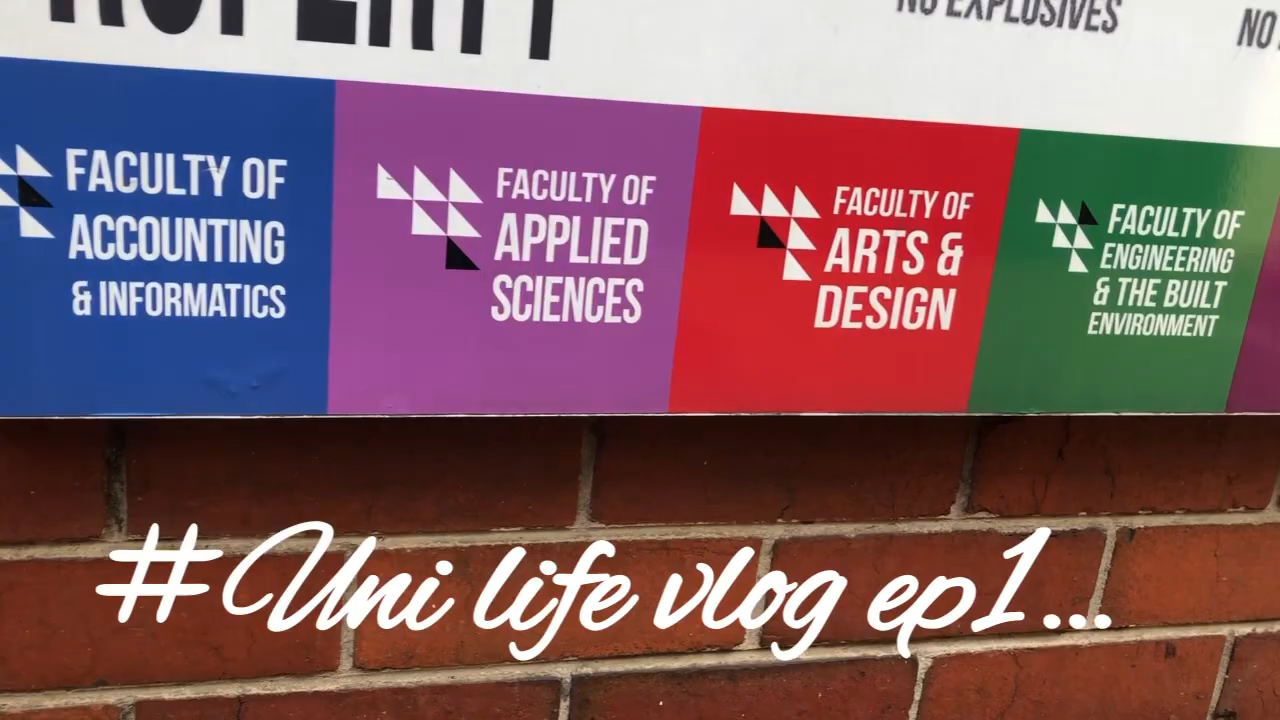 NO EXPLOSIVES
NO
FACULTY OF
ACCOUNTING
& INFORMATICS
FACULTY OF
APPLIED
SCIENCES
FACULTY OF
ARTS &
DESIGN
FACULTY OF
ENGINEERING
& THE BUILT
ENVIRONMENT
#Uni life vlog ep1...